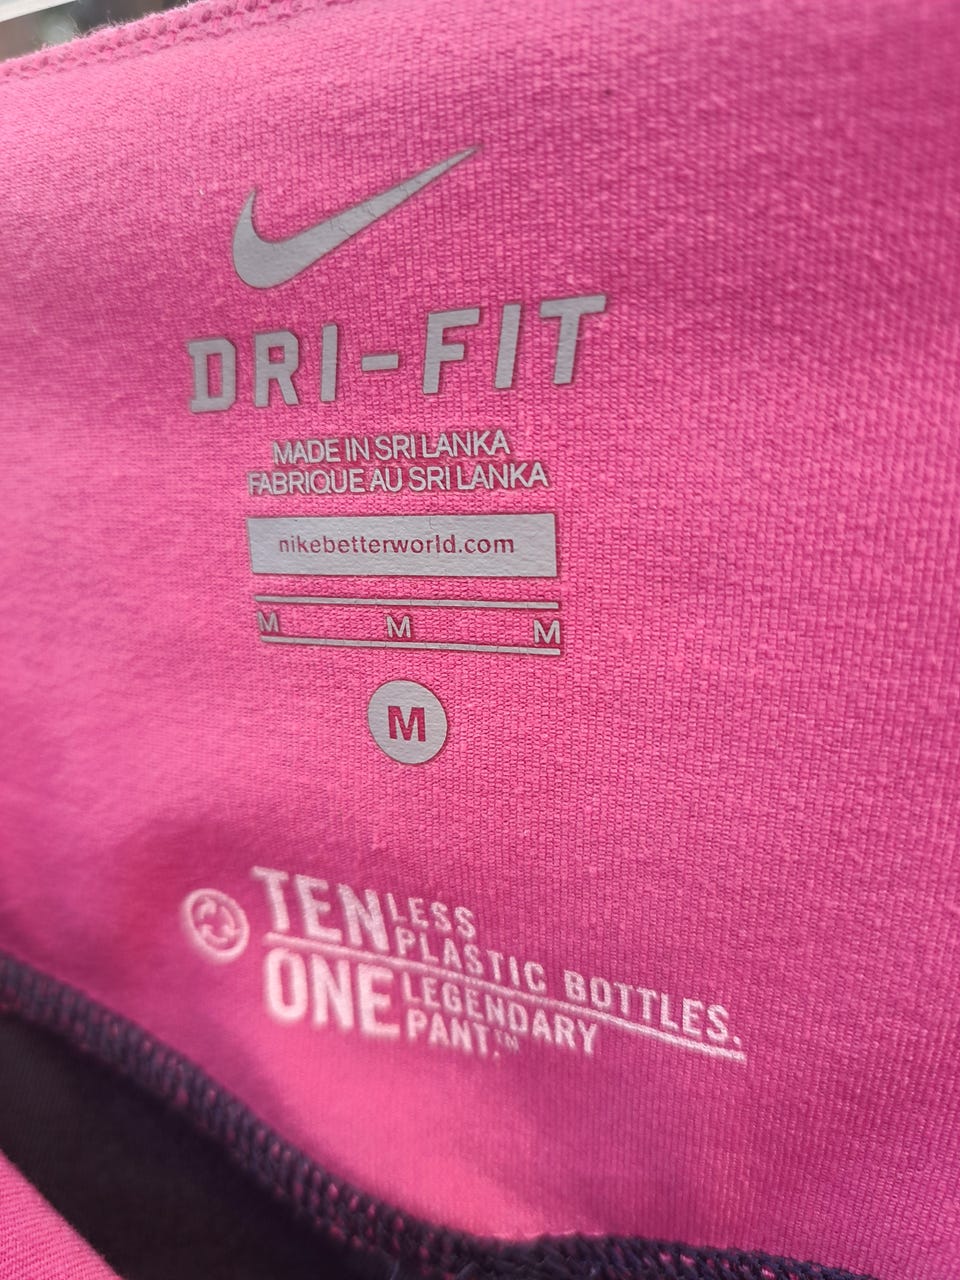 DRI-FIT
MADE IN SRI LANKA
FABRIQUE AU SRI LANKA
nikebetterworld.com
M M M
M
TEN LESS
PLASTIC BOTTLES.
ONE LEGENDARY
PANT.™